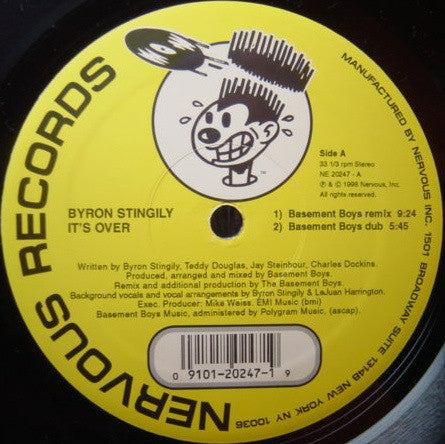 NERVOUS RECORDS
MANUFACTURED BY NERVOUS INC. 1501 BROADWAY SUITE 1314B NEW YORK NY 10036
TM
Side A
33 1/3 rpm Stereo
NE 20247 - A
℗ & © 1996 Nervous, Inc.
All rights reserved.
BYRON STINGILY
IT'S OVER
1) Basement Boys remix 9:24
2) Basement Boys dub 5:45
Written by Byron Stingily, Teddy Douglas, Jay Steinhour, Charles Dockins.
Produced, arranged and mixed by Basement Boys.
Remix and additional production by The Basement Boys.
Background vocals and vocal arrangements by Byron Stingily & LeJuan Harrington.
Exec. Producer: Mike Weiss. EMI Music (bmi)
Basement Boys Music, administered by Polygram Music, (ascap).
0 9101-20247-1 9